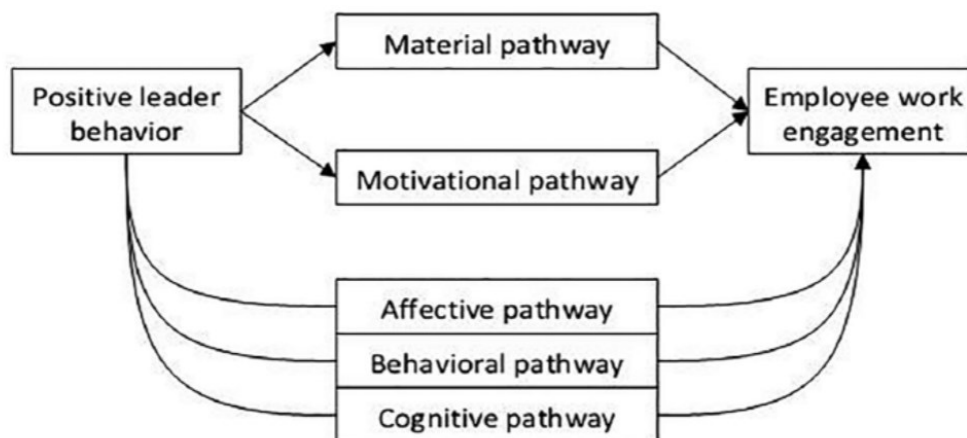 Material pathway
Positive leader
behavior
Employee work
engagement
Motivational pathway
Affective pathway
Behavioral pathway
Cognitive pathway